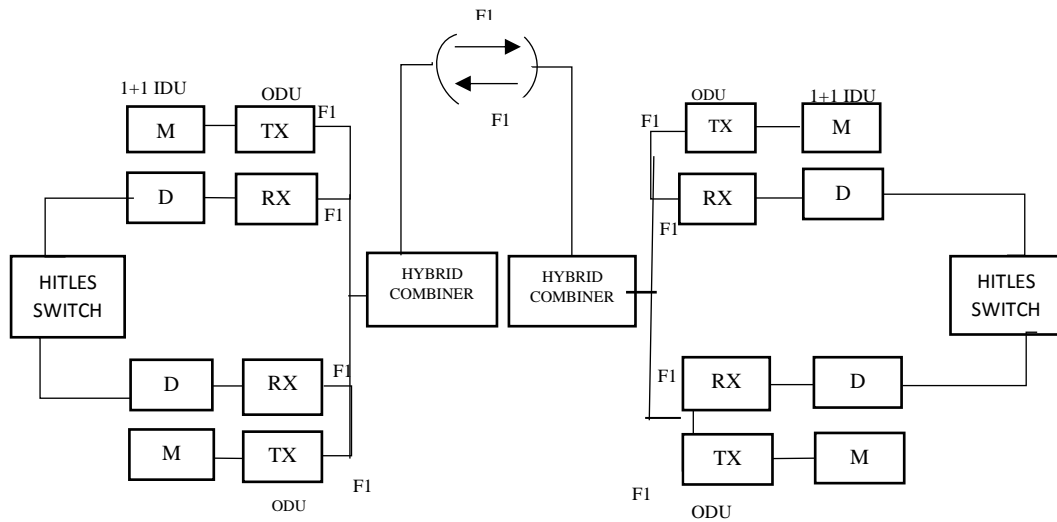 F1
F1
1+1 IDU
ODU
F1
M
TX
D
RX
F1
HITLES
SWITCH
HYBRID
COMBINER
D
RX
F1
M
TX
F1
ODU
ODU
1+1 IDU
F1
TX
M
RX
D
F1
HYBRID
COMBINER
HITLES
SWITCH
F1
RX
D
TX
M
F1
ODU